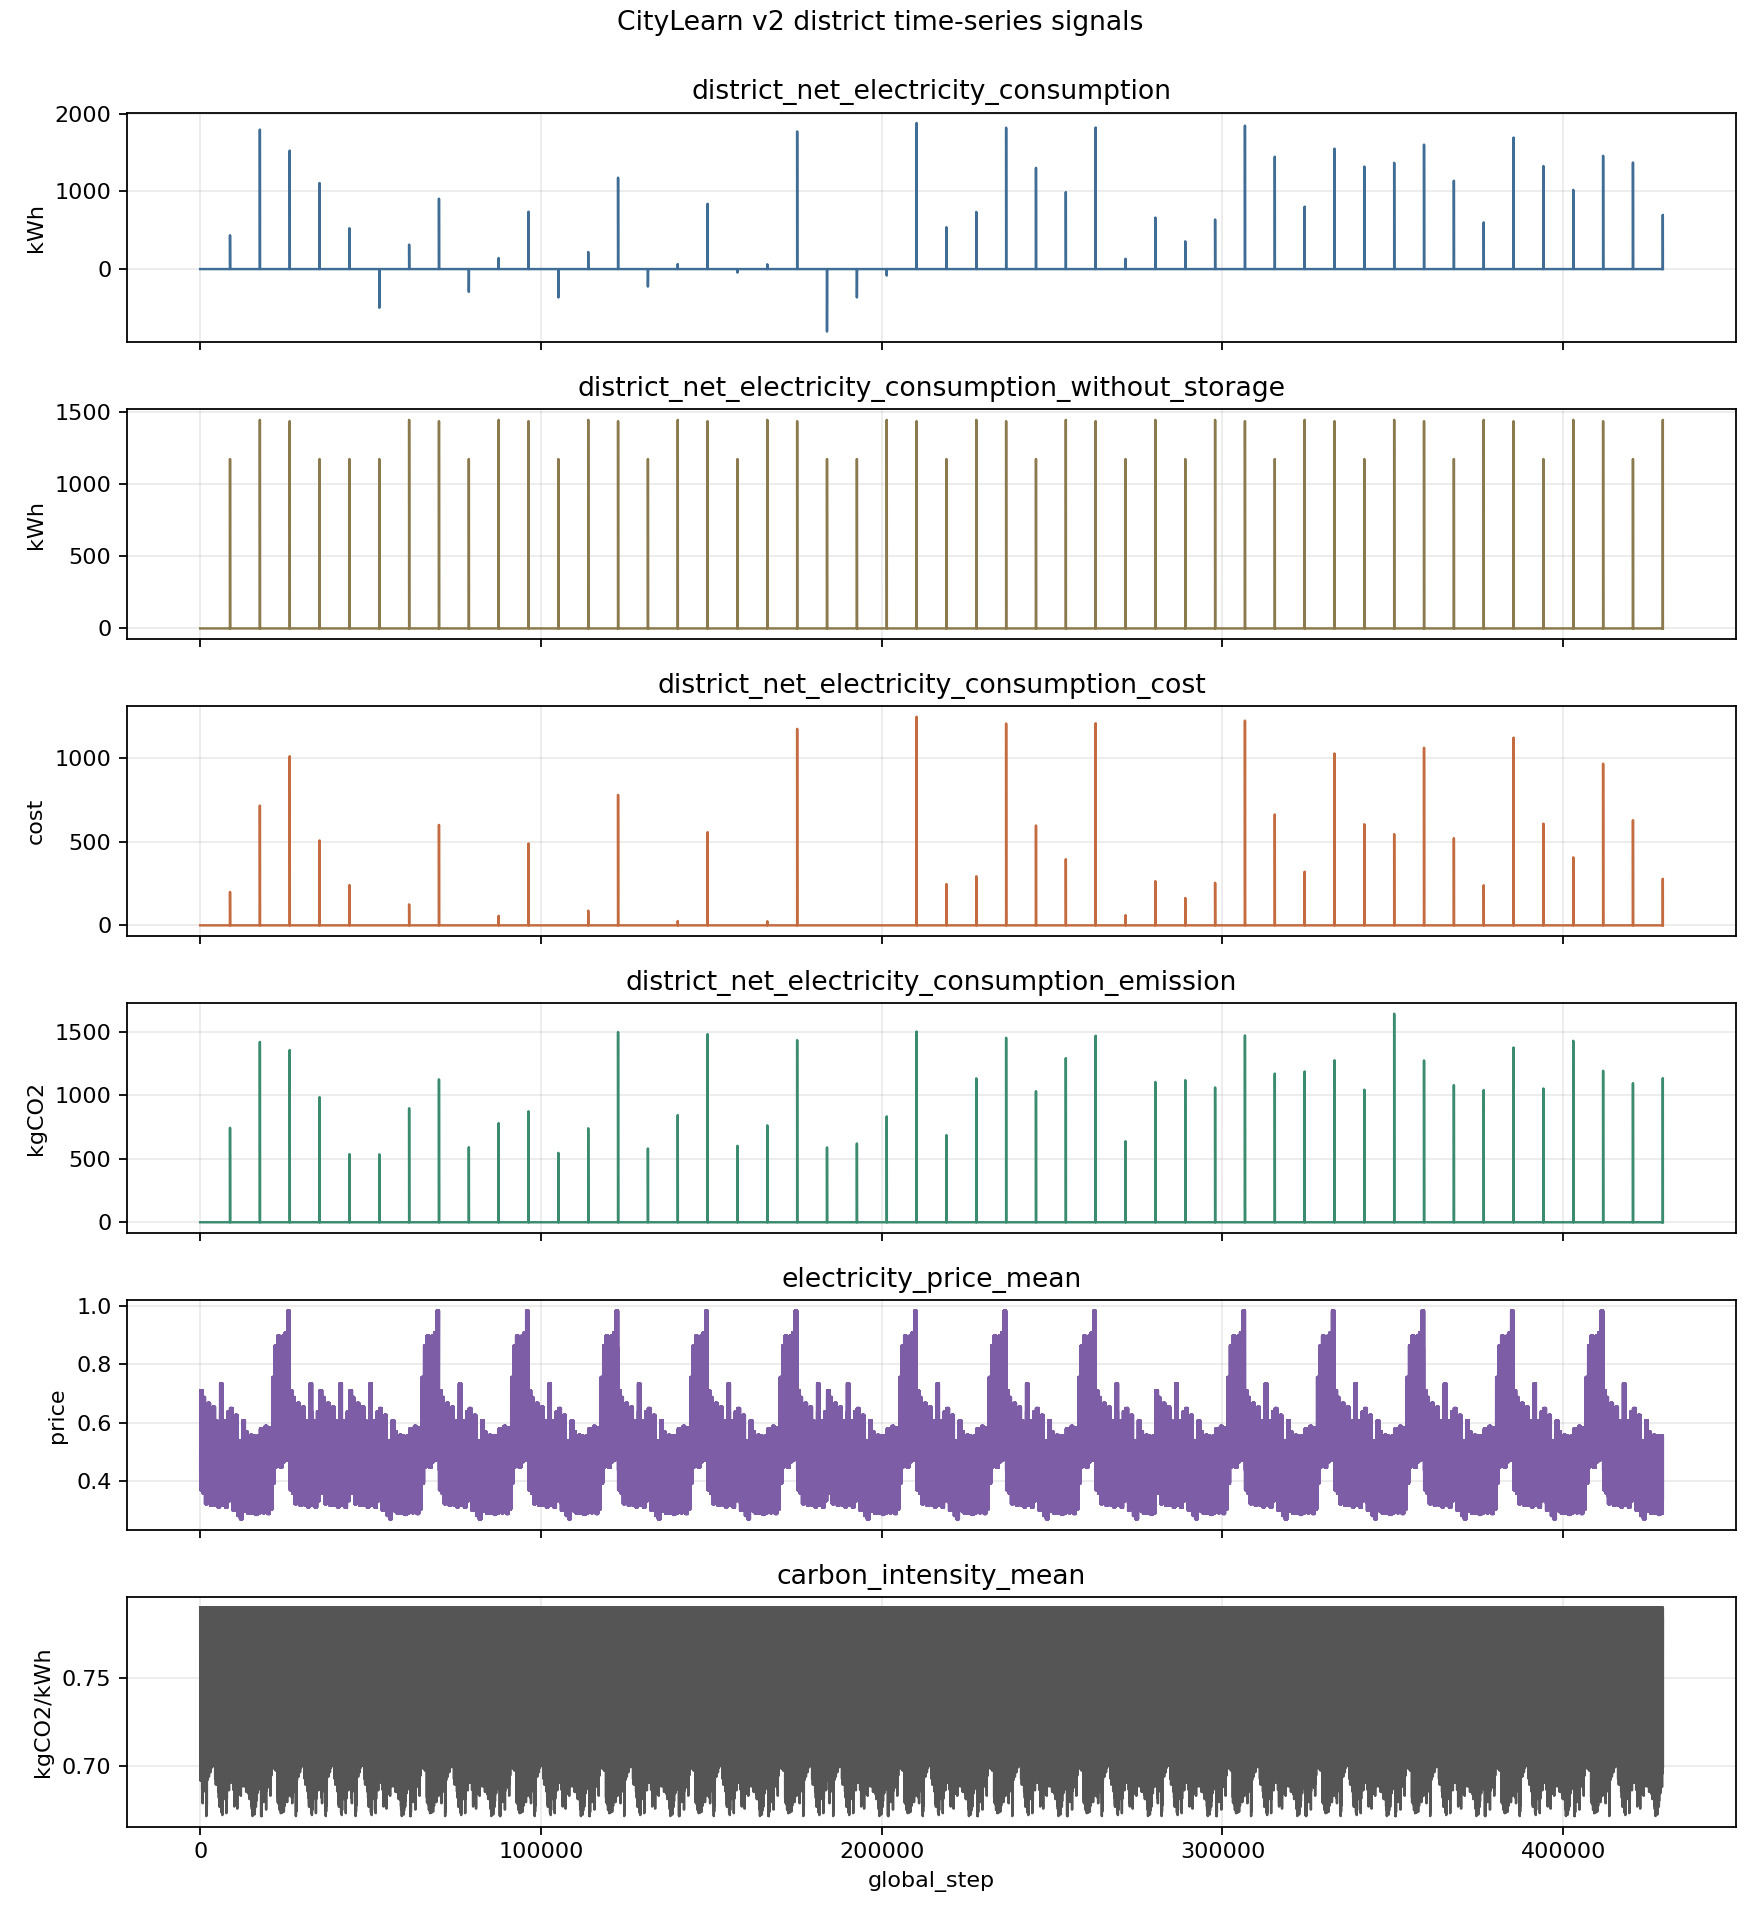 CityLearn v2 district time-series signals
district_net_electricity_consumption
2000
1000
0
kWh
district_net_electricity_consumption_without_storage
1500
1000
500
0
kWh
district_net_electricity_consumption_cost
1000
500
0
cost
district_net_electricity_consumption_emission
1500
1000
500
0
kgCO2
electricity_price_mean
1.0
0.8
0.6
0.4
price
carbon_intensity_mean
0.75
0.70
kgCO2/kWh
0 100000 200000 300000 400000
global_step